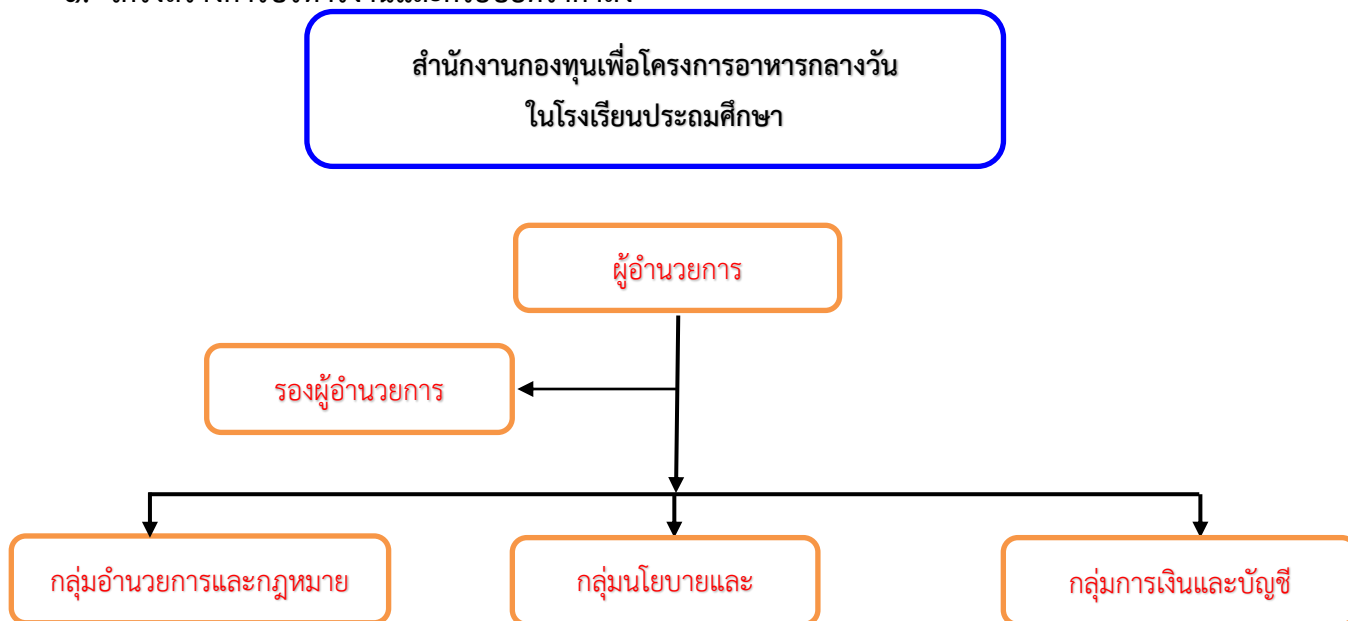 สำนักงานกองทุนเพื่อโครงการอาหารกลางวัน
ในโรงเรียนประถมศึกษา
ผู้อำนวยการ
รองผู้อำนวยการ
กลุ่มอำนวยการและกฎหมาย
กลุ่มนโยบายและ
กลุ่มการเงินและบัญชี